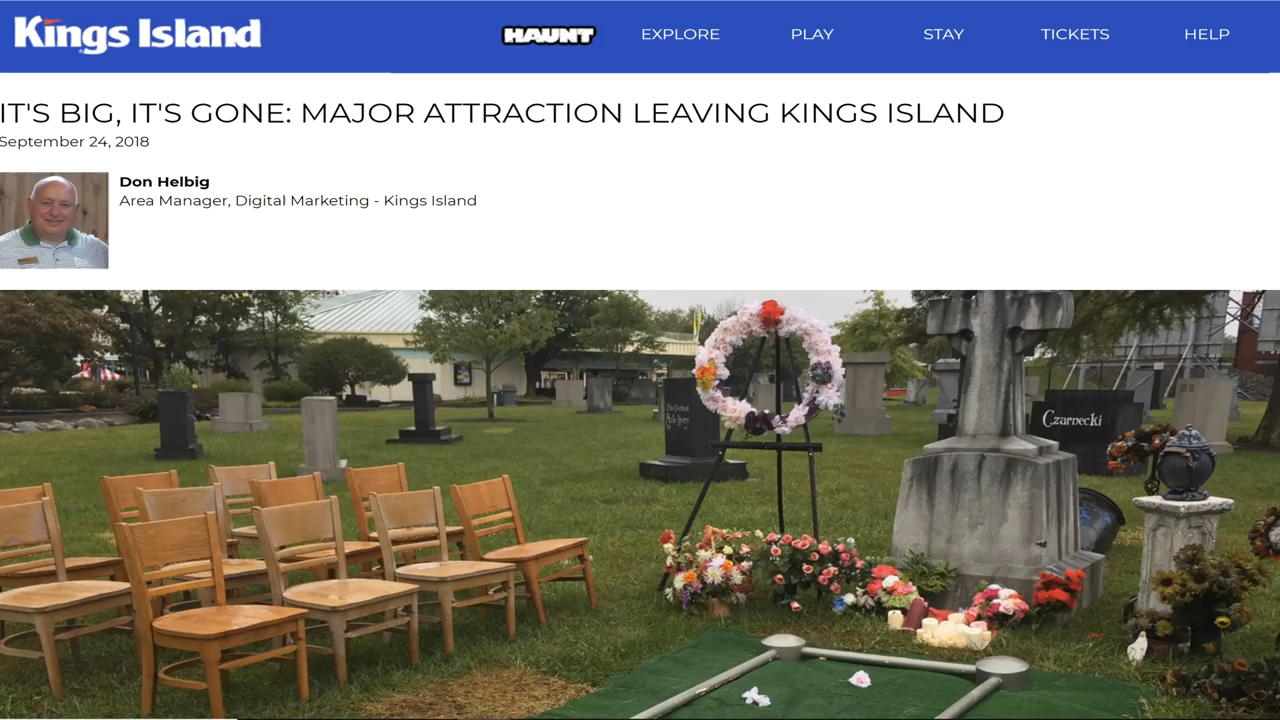 Kings Island
HAUNT
EXPLORE
PLAY
STAY
TICKETS
HELP
IT'S BIG, IT'S GONE: MAJOR ATTRACTION LEAVING KINGS ISLAND
September 24, 2018
Don Helbig
Area Manager, Digital Marketing - Kings Island
Czarnecki